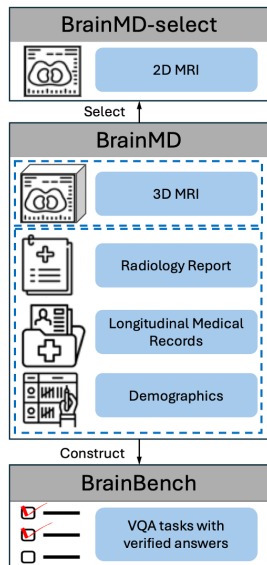 BrainMD-select
2D MRI
Select
BrainMD
3D MRI
Radiology Report
Longitudinal Medical
Records
Demographics
Construct
BrainBench
VQA tasks with
verified answers